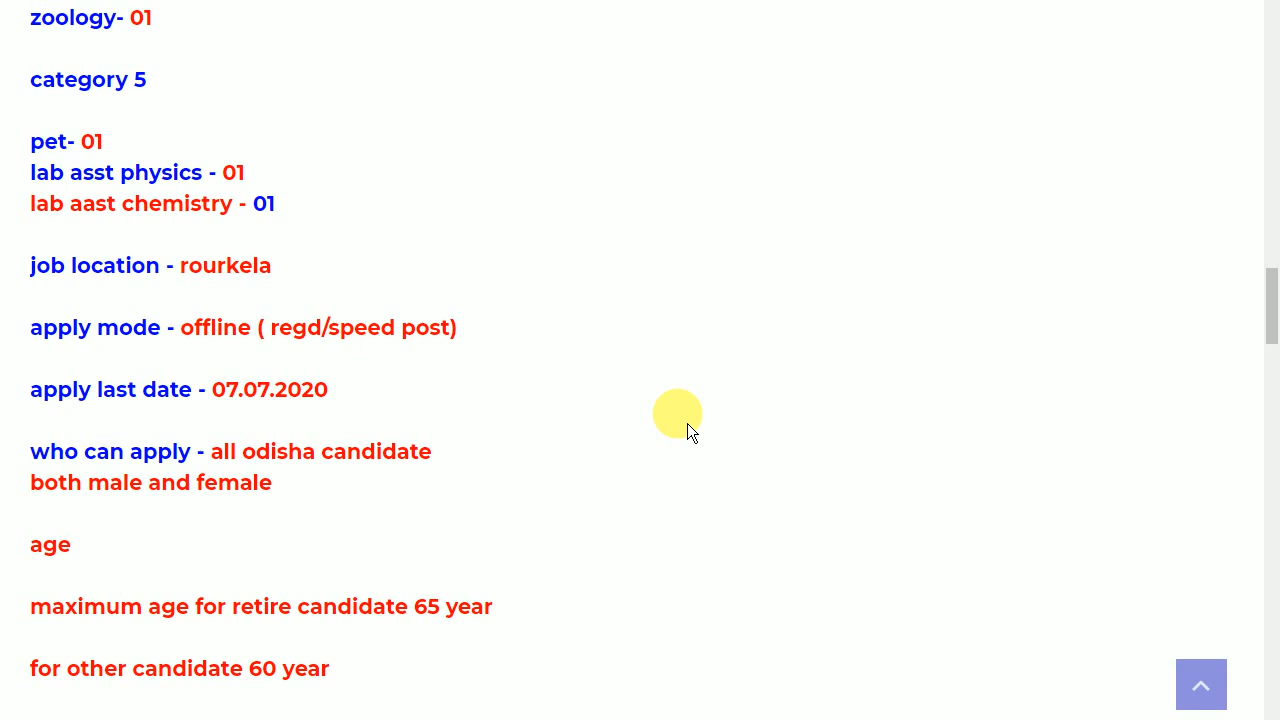 zoology- 01
category 5
pet- 01
lab asst physics - 01
lab aast chemistry - 01
job location - rourkela
apply mode - offline ( regd/speed post)
apply last date - 07.07.2020
who can apply - all odisha candidate
both male and female
age
maximum age for retire candidate 65 year
for other candidate 60 year